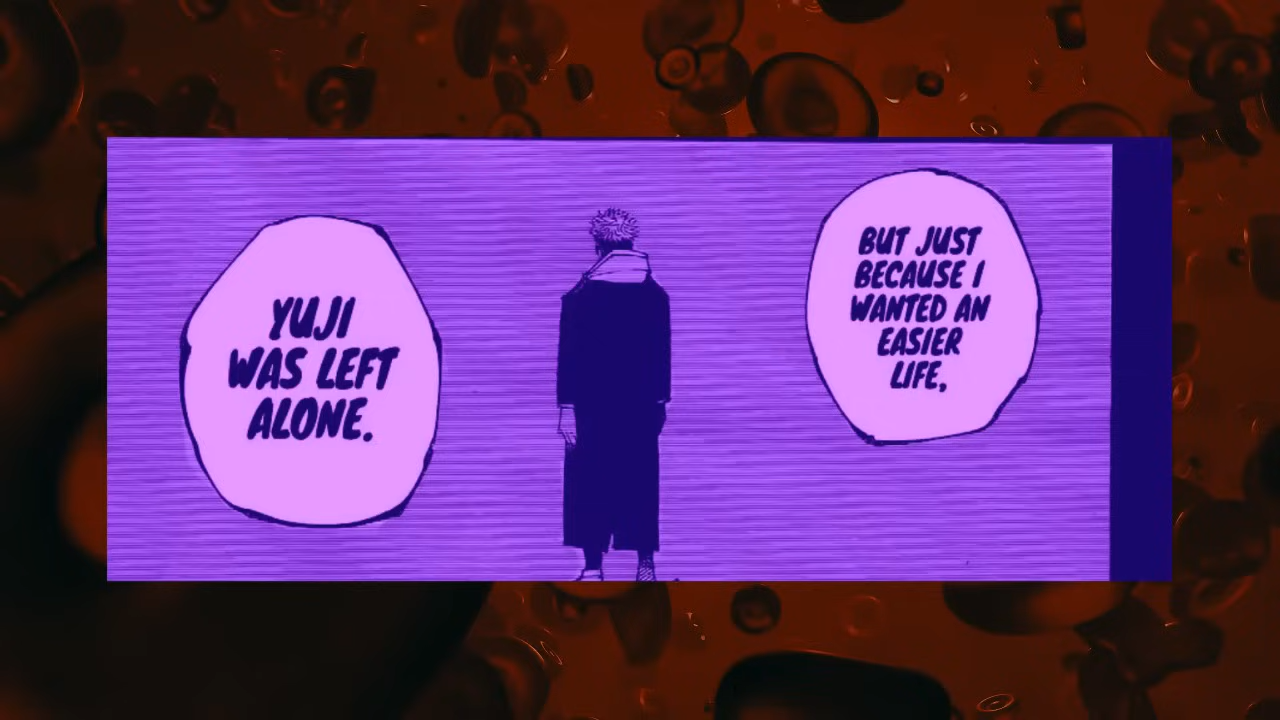 BUT JUST
BECAUSE I
WANTED AN
EASIER
LIFE,
YUJI
WAS LEFT
ALONE.